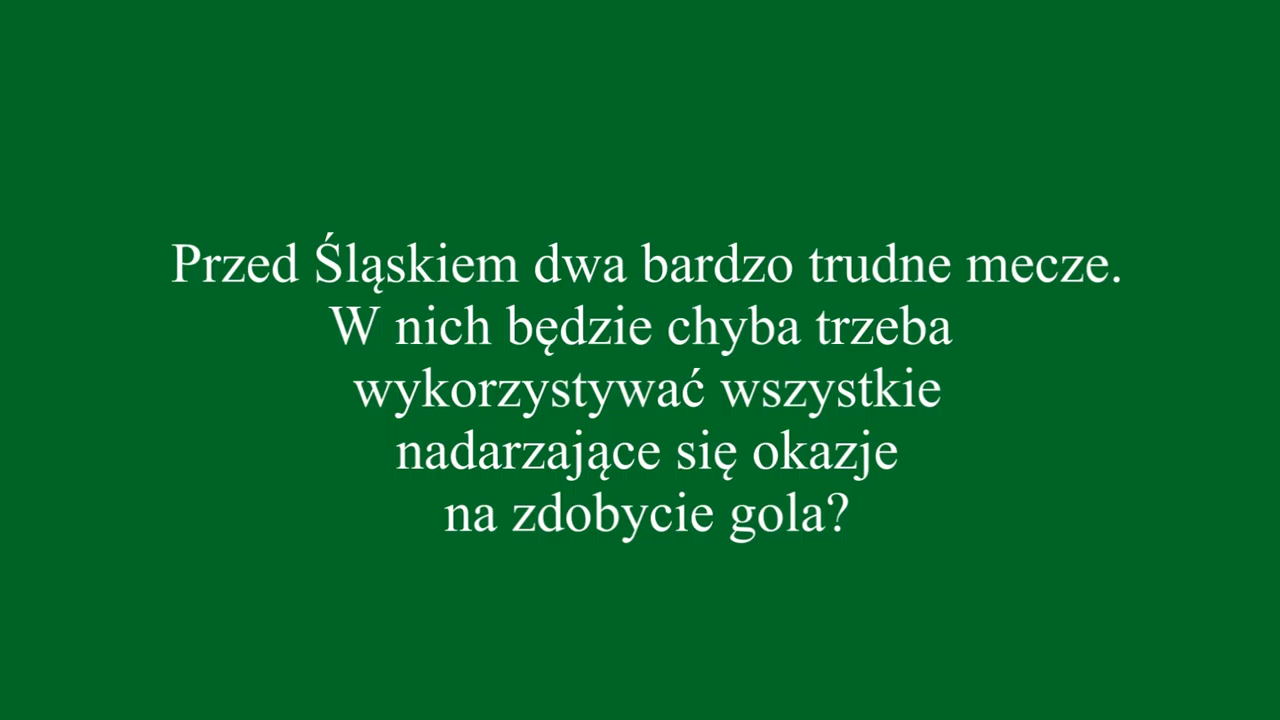 Przed Śląskiem dwa bardzo trudne mecze.
W nich będzie chyba trzeba
wykorzystywać wszystkie
nadarzające się okazje
na zdobycie gola?